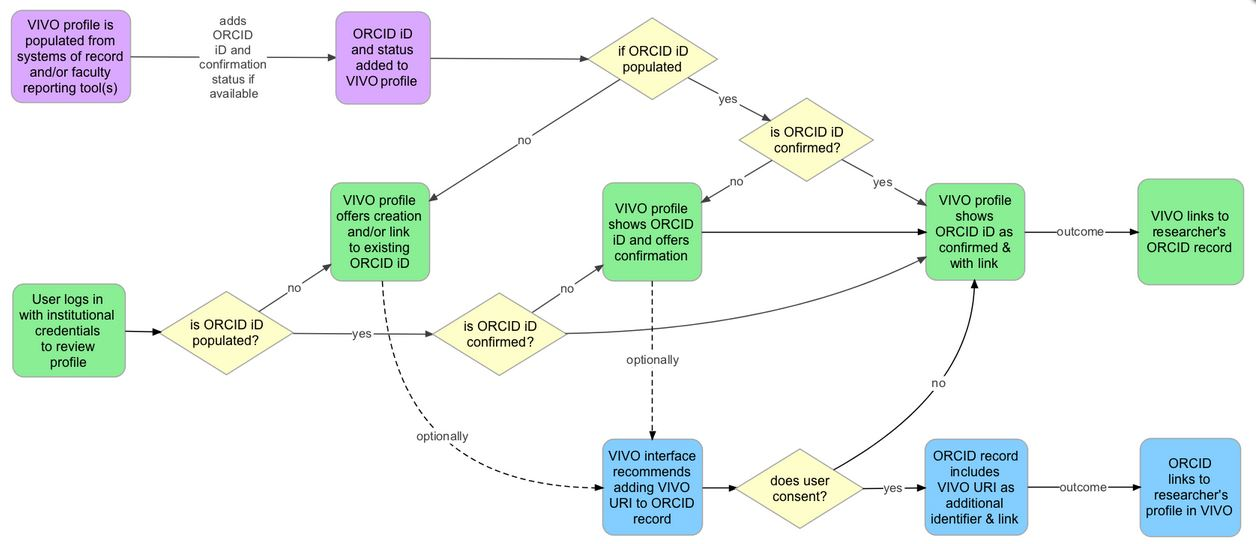 VIVO profile is
populated from
systems of record
and/or faculty
reporting tool(s)
adds
ORCID
iD and
confirmation
status if
available
ORCID iD
and status
added to
VIVO profile
if ORCID iD
populated
yes
no
is ORCID iD
confirmed?
no
yes
VIVO profile
offers creation
and/or link
to existing
ORCID iD
VIVO profile
shows ORCID
iD and offers
confirmation
VIVO profile
shows
ORCID iD as
confirmed &
with link
outcome
VIVO links to
researcher's
ORCID record
User logs in
with institutional
credentials
to review
profile
is ORCID iD
populated?
no
yes
is ORCID iD
confirmed?
no
optionally
optionally
no
VIVO interface
recommends
adding VIVO
URI to ORCID
record
does user
consent?
yes
ORCID record
includes
VIVO URI as
additional
identifier & link
outcome
ORCID
links to
researcher's
profile in VIVO